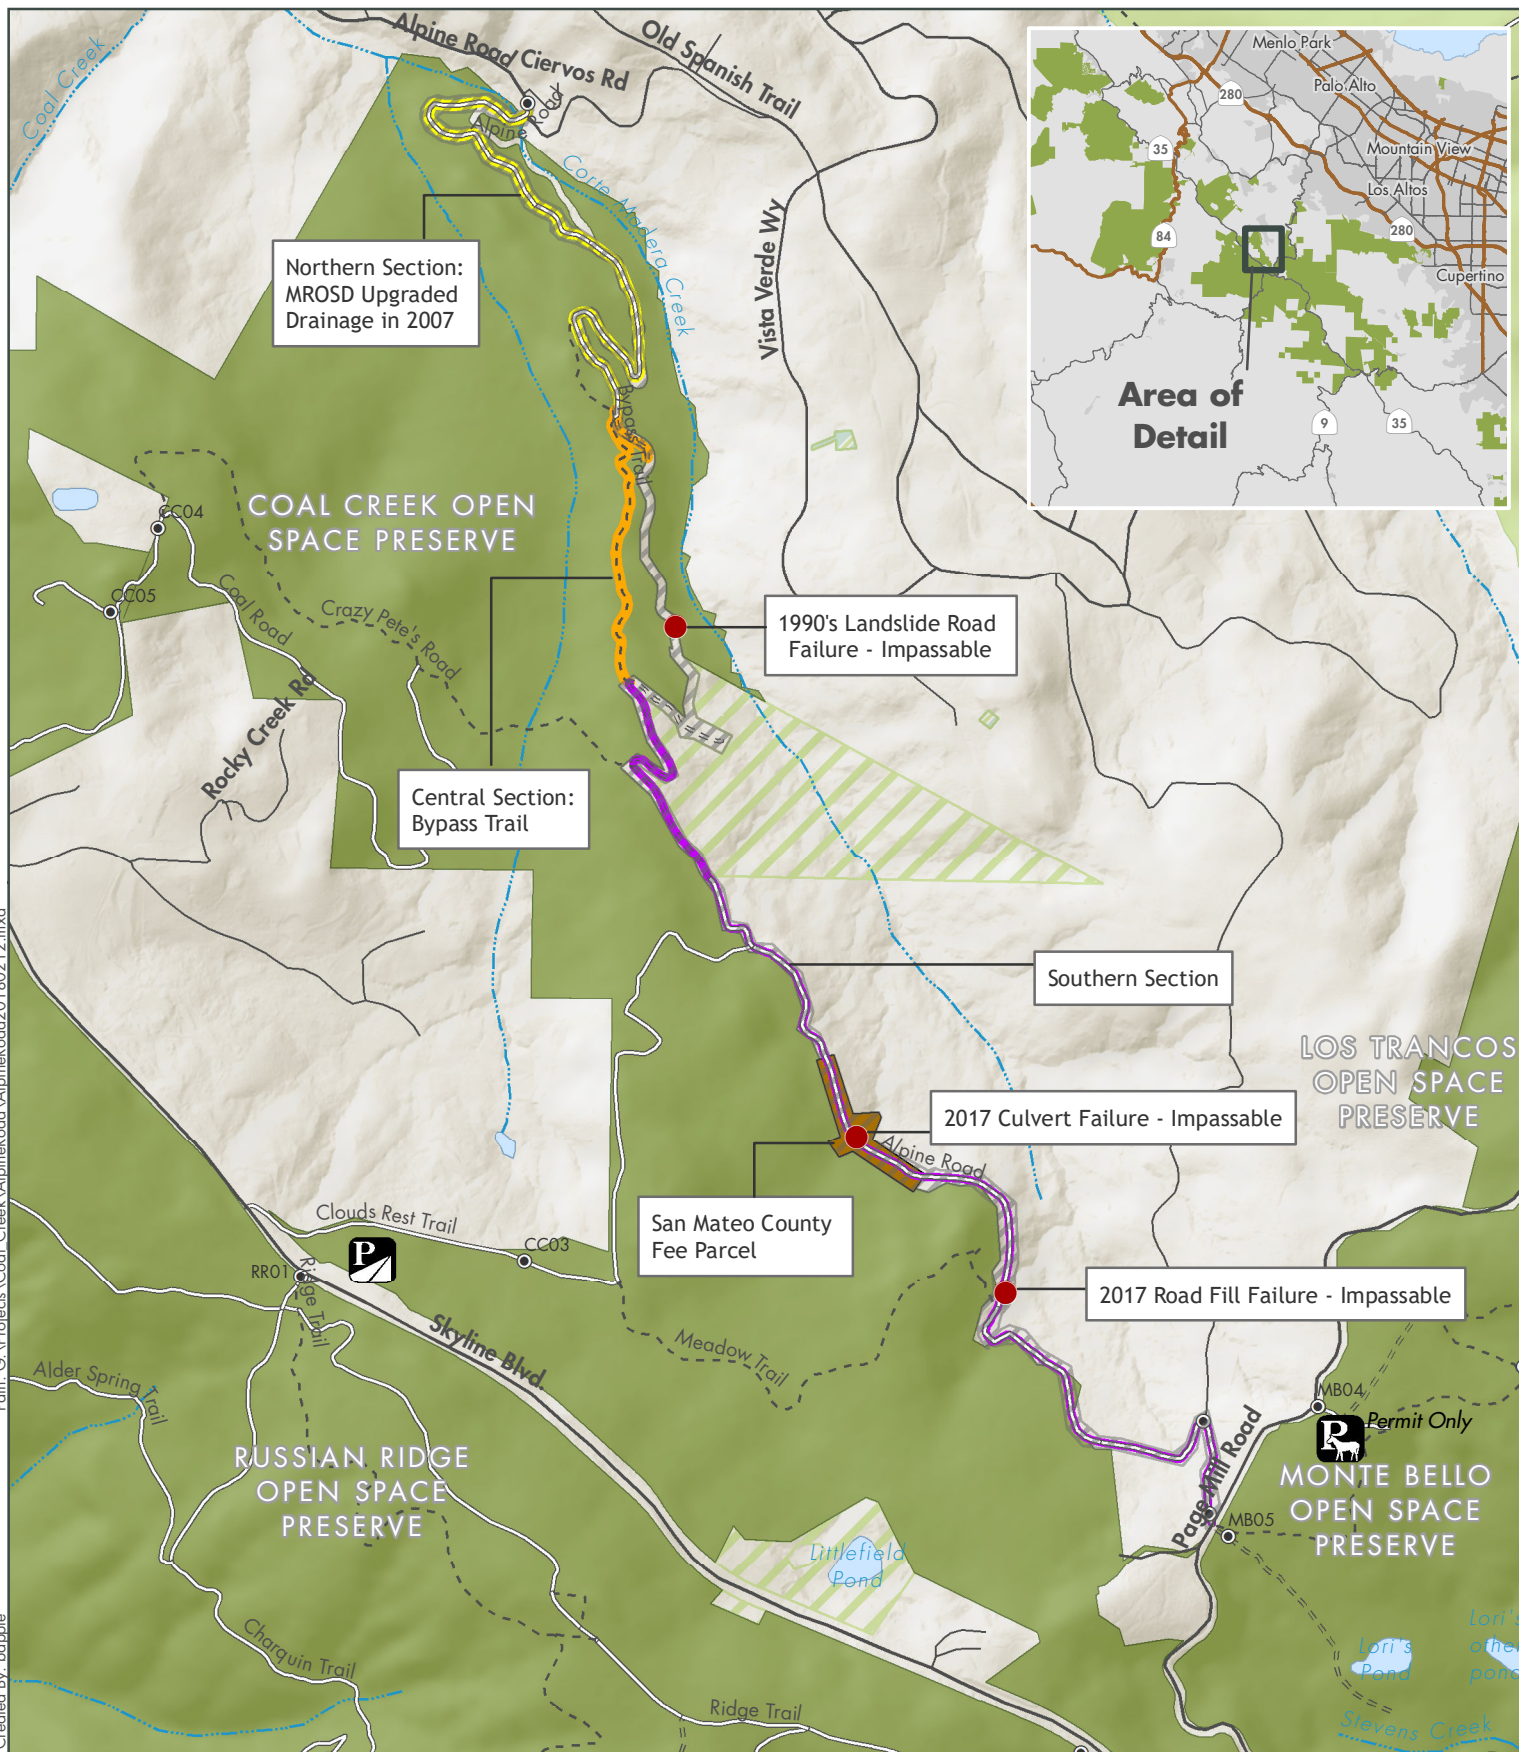 Alpine Road
Ciervos Rd
Old Spanish Trail
Coal Creek
Alpine Road
Corte Madera Creek
Vista Verde Wy
Menlo Park
Palo Alto
280
35
Mountain View
Los Altos
84
280
Cupertino
Area of
Detail
9
35
Northern Section:
MROSD Upgraded
Drainage in 2007
Bypass Trail
COAL CREEK OPEN
SPACE PRESERVE
CC04
CC05
Coal Road
Crazy Pete's Road
Rocky Creek Rd
1990's Landslide Road
Failure - Impassable
Central Section:
Bypass Trail
Southern Section
LOS TRANCOS
OPEN SPACE
PRESERVE
2017 Culvert Failure - Impassable
Alpine Road
San Mateo County
Fee Parcel
Clouds Rest Trail
CC03
P
RR01
Ridge Trail
2017 Road Fill Failure - Impassable
Skyline Blvd.
Meadow Trail
Alder Spring Trail
MB04
P
Permit Only
Page Mill Road
MB05
RUSSIAN RIDGE
OPEN SPACE
PRESERVE
MONTE BELLO
OPEN SPACE
PRESERVE
Littlefield
Pond
Charquin Trail
Ridge Trail
Lori's
Pond
Lori's
other
pond
Stevens Creek
Created By: bapple